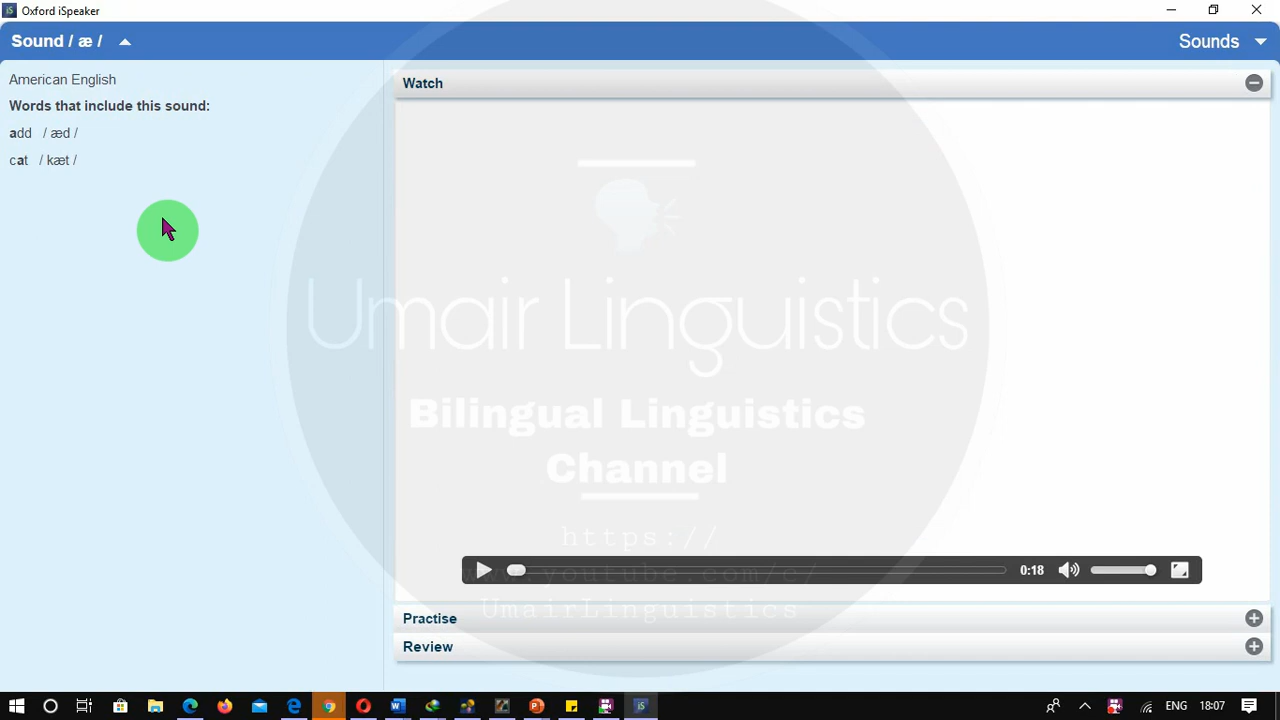 Oxford iSpeaker
Sound / æ /
Sounds
American English
Words that include this sound:
add / æd /
cat / kæt /
Watch
Umair Linguistics
Bilingual Linguistics
Channel
https://
www.youtube.com/c/
UmairLinguistics
0:18
Practise
Review
ENG 18:07